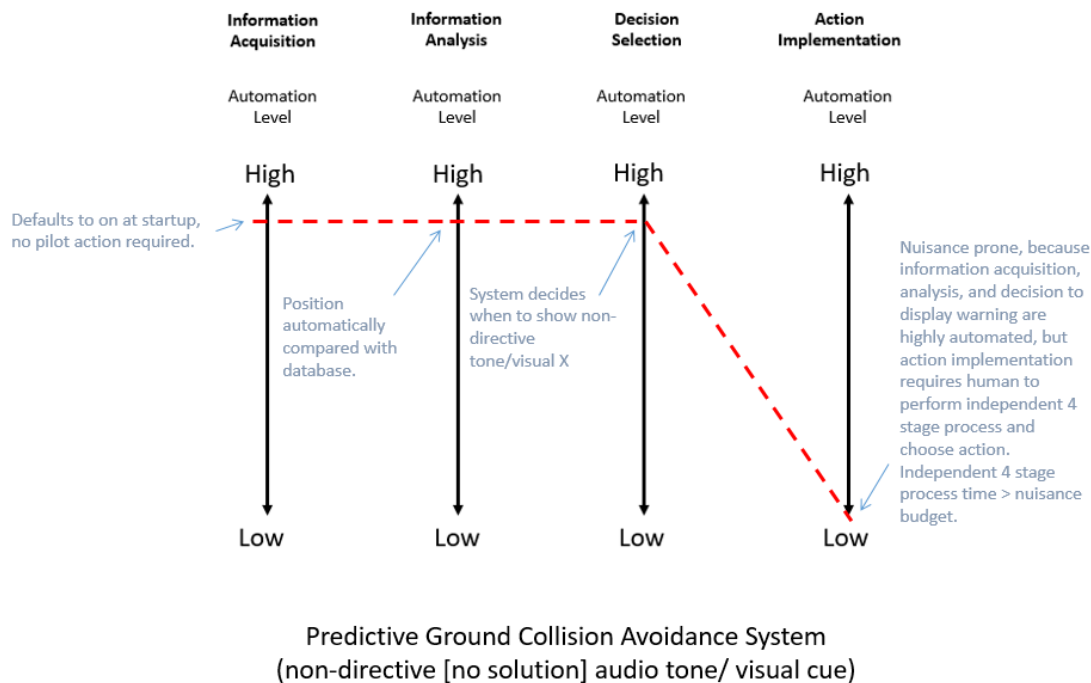 Information
Acquisition
Information
Analysis
Decision
Selection
Action
Implementation
Automation
Level
Automation
Level
Automation
Level
Automation
Level
High
High
High
High
Defaults to on at startup,
no pilot action required.
Position
automatically
compared with
database.
System decides
when to show non-
directive
tone/visual X
Nuisance prone, because
information acquisition,
analysis, and decision to
display warning are
highly automated, but
action implementation
requires human to
perform independent 4
stage process and
choose action.
Independent 4 stage
process time > nuisance
budget.
Low
Low
Low
Low
Predictive Ground Collision Avoidance System
(non-directive [no solution] audio tone/ visual cue)